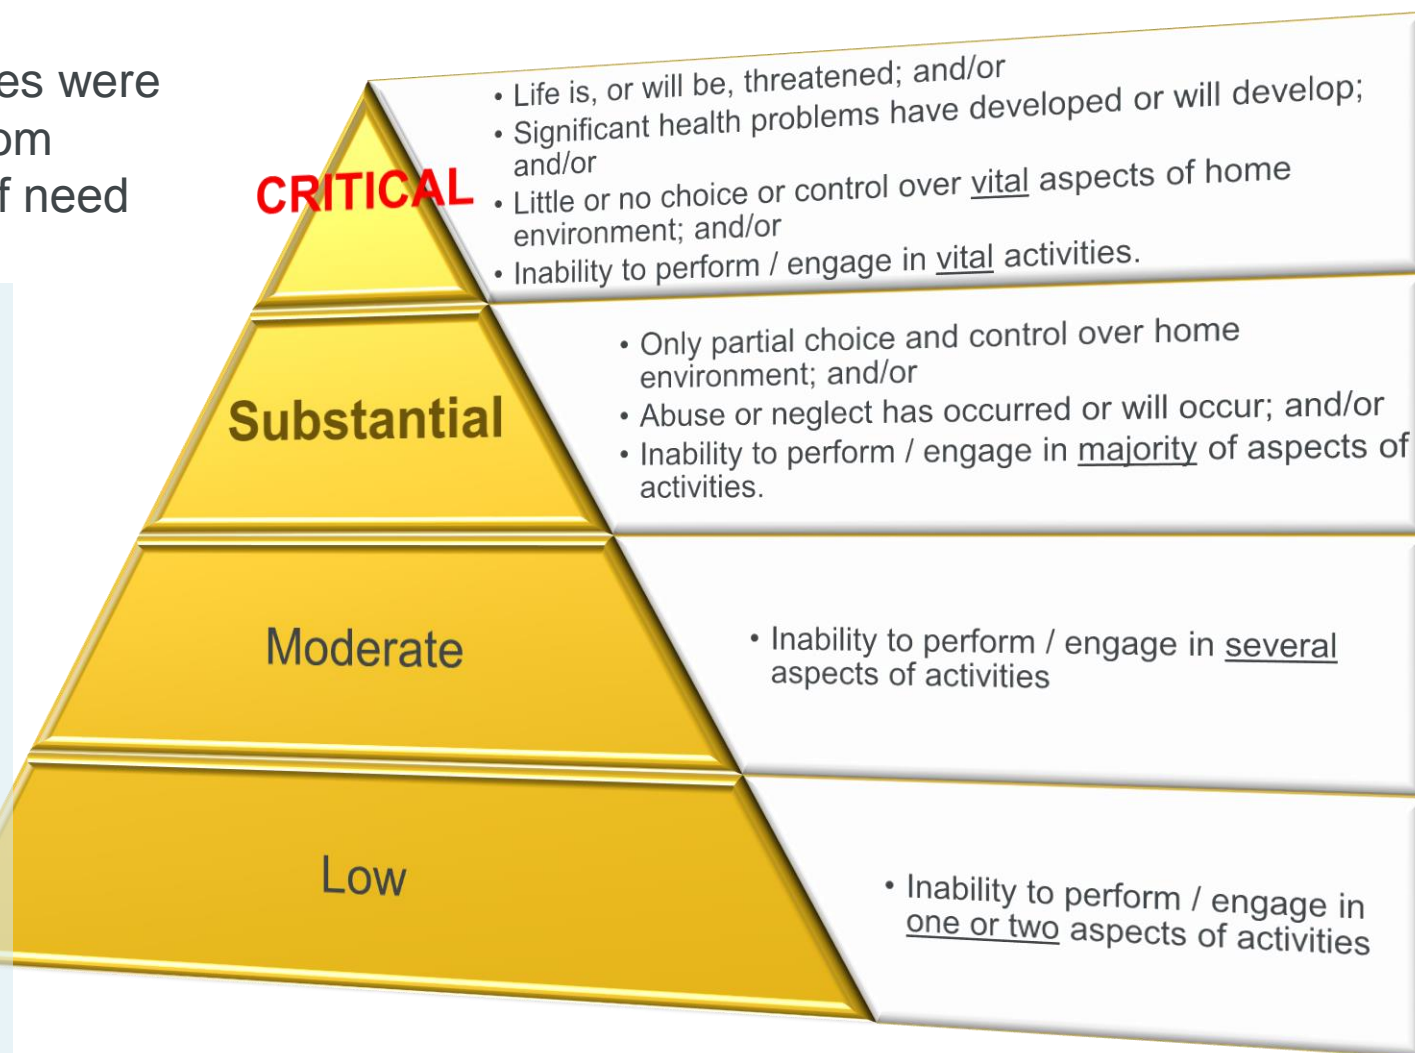 es were
om
f need
CRITICAL
• Life is, or will be, threatened; and/or
• Significant health problems have developed or will develop;
and/or
• Little or no choice or control over vital aspects of home
environment; and/or
• Inability to perform / engage in vital activities.
Substantial
• Only partial choice and control over home
environment; and/or
• Abuse or neglect has occurred or will occur; and/or
• Inability to perform / engage in majority of aspects of
activities.
Moderate
• Inability to perform / engage in several
aspects of activities
Low
• Inability to perform / engage in
one or two aspects of activities